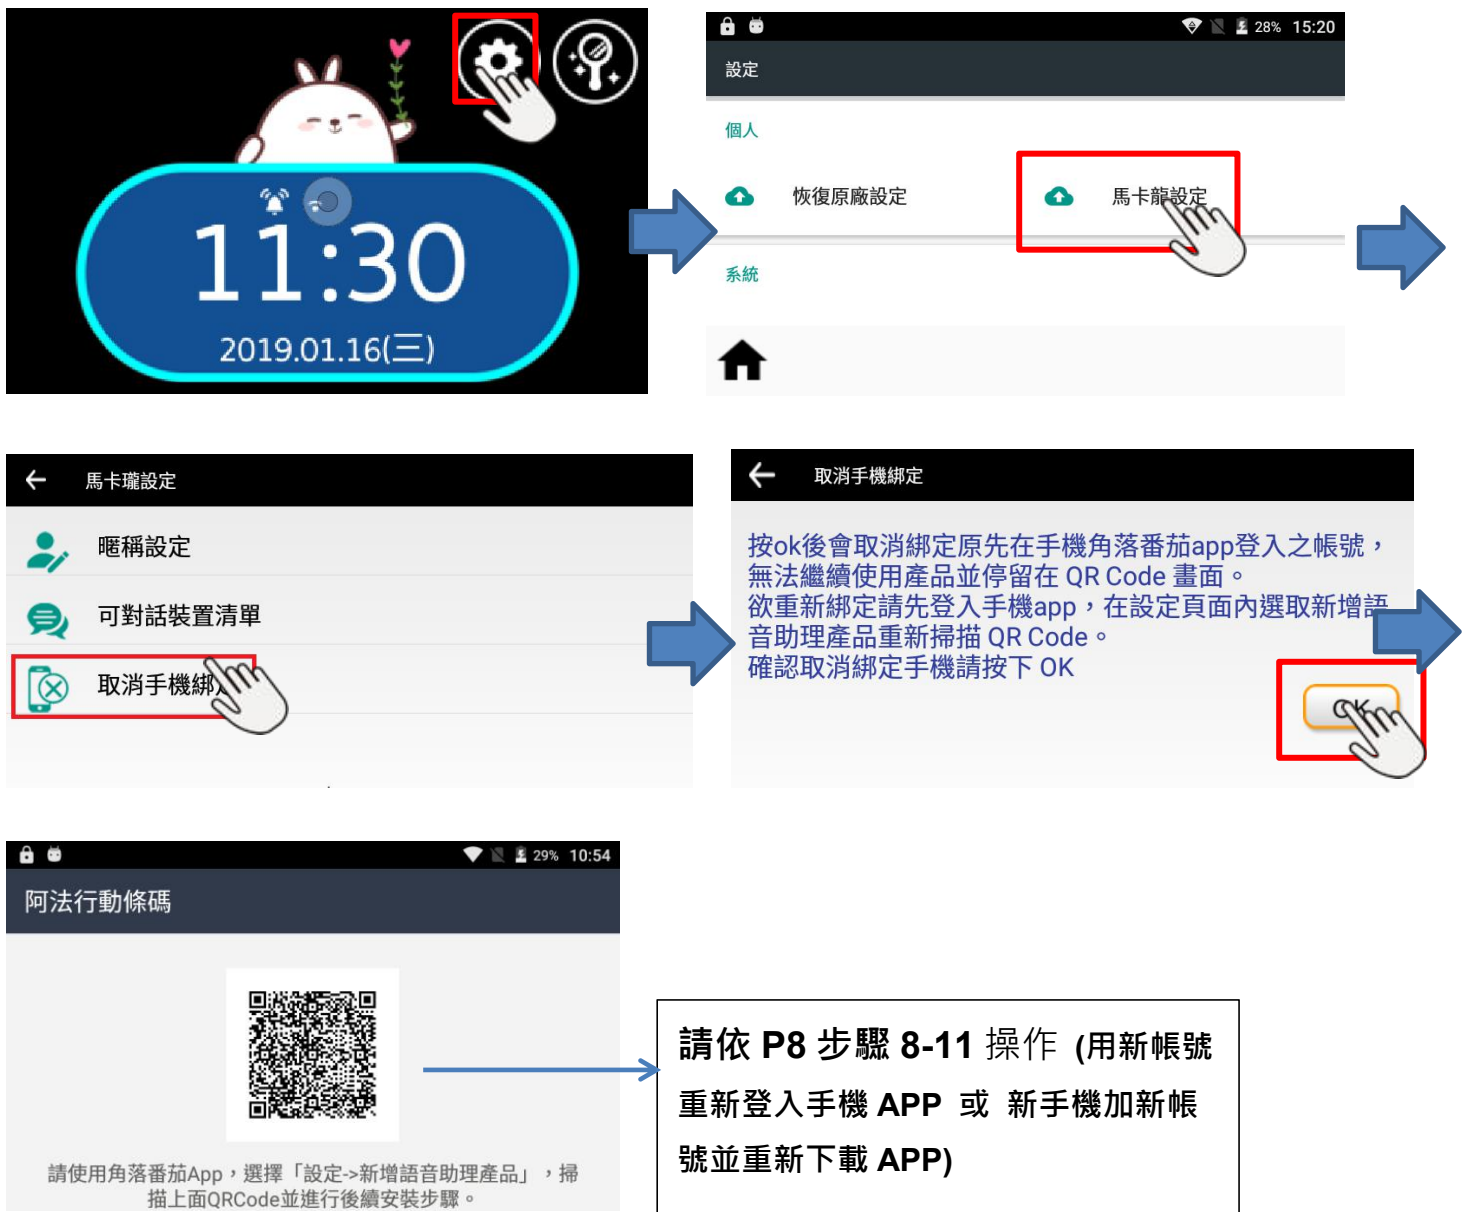 11:30
2019.01.16(三)
28% 15:20
設定
個人
恢復原廠設定
馬卡龍設定
系統
馬卡瓏設定
暱稱設定
可對話裝置清單
取消手機綁定
取消手機綁定
按ok後會取消綁定原先在手機角落番茄app登入之帳號，
無法繼續使用產品並停留在 QR Code 畫面。
欲重新綁定請先登入手機app，在設定頁面內選取新增語
音助理產品重新掃描 QR Code。
確認取消綁定手機請按下 OK
OK
29% 10:54
阿法行動條碼
請使用角落番茄App，選擇「設定->新增語音助理產品」，掃
描上面QRCode並進行後續安裝步驟。
請依 P8 步驟 8-11 操作 (用新帳號
重新登入手機 APP 或 新手機加新帳
號並重新下載 APP)